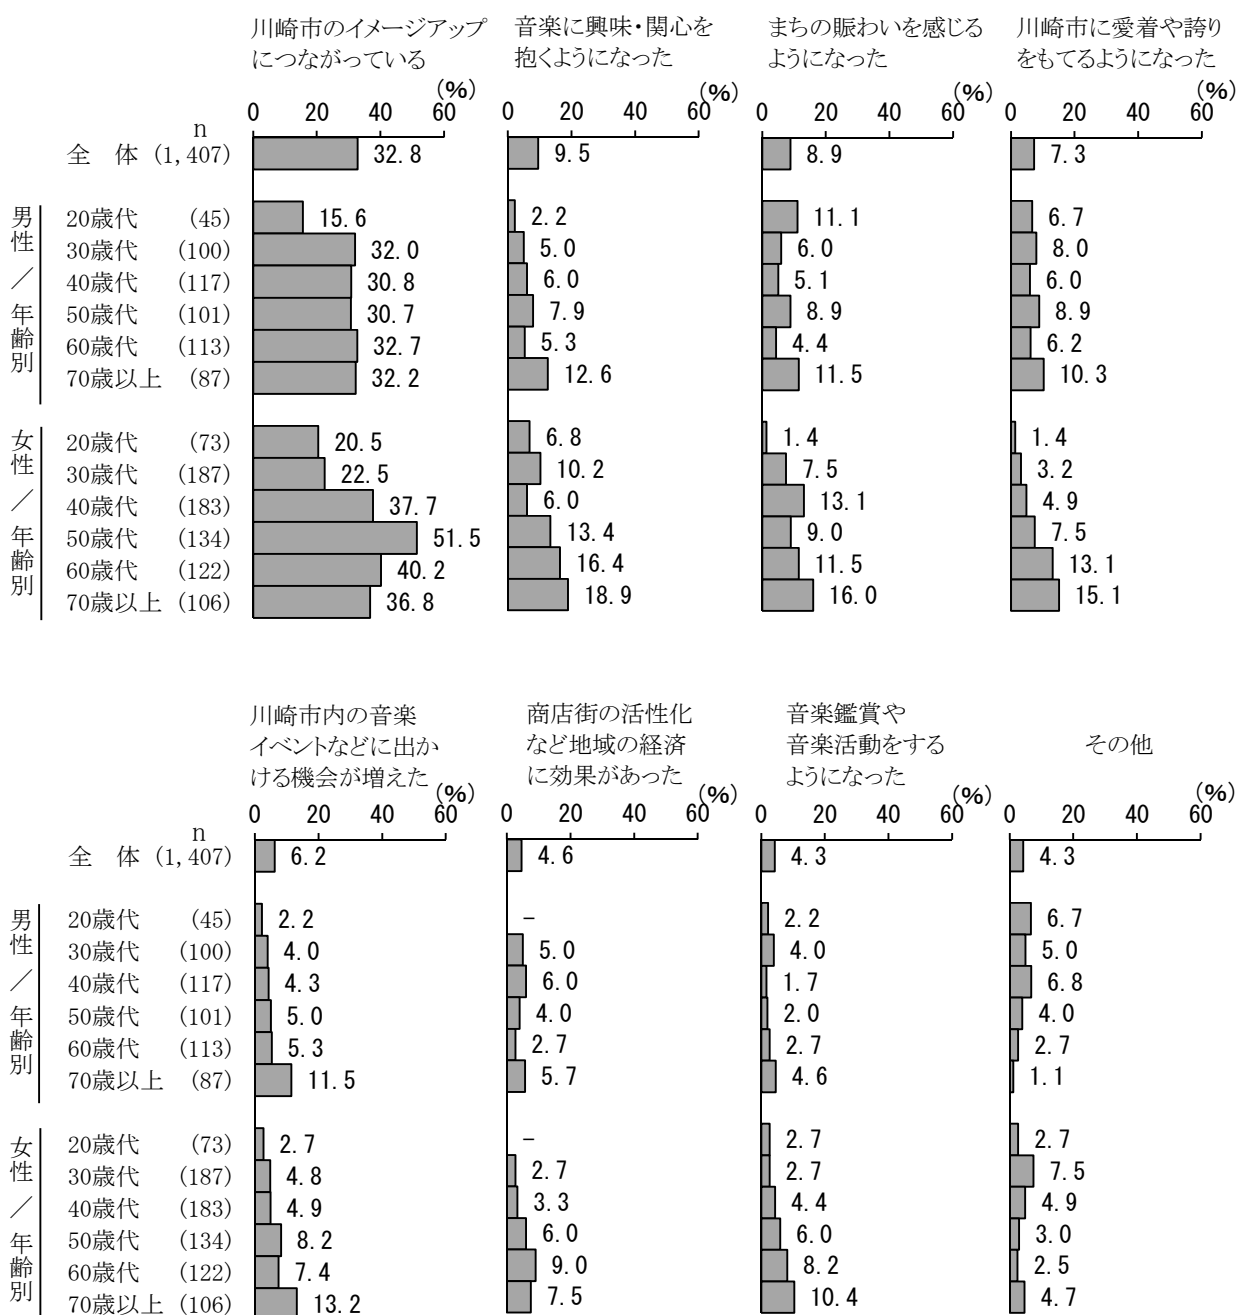 川崎市のイメージアップ
につながっている
音楽に興味・関心を
抱くようになった
まちの賑わいを感じる
ようになった
川崎市に愛着や誇り
をもてるようになった
(%) (%) (%) (%)
0 20 40 60 0 20 40 60 0 20 40 60 0 20 40 60
n
全 体 (1,407) 32.8 9.5 8.9 7.3
男性／年齢別
20歳代 (45) 15.6 2.2 11.1 6.7
30歳代 (100) 32.0 5.0 6.0 8.0
40歳代 (117) 30.8 6.0 5.1 6.0
50歳代 (101) 30.7 7.9 8.9 8.9
60歳代 (113) 32.7 5.3 4.4 6.2
70歳以上 (87) 32.2 12.6 11.5 10.3
女性／年齢別
20歳代 (73) 20.5 6.8 1.4 1.4
30歳代 (187) 22.5 10.2 7.5 3.2
40歳代 (183) 37.7 6.0 13.1 4.9
50歳代 (134) 51.5 13.4 9.0 7.5
60歳代 (122) 40.2 16.4 11.5 13.1
70歳以上 (106) 36.8 18.9 16.0 15.1
川崎市内の音楽
イベントなどに出か
ける機会が増えた
商店街の活性化
など地域の経済
に効果があった
音楽鑑賞や
音楽活動をする
ようになった
その他
(%) (%) (%) (%)
0 20 40 60 0 20 40 60 0 20 40 60 0 20 40 60
n
全 体 (1,407) 6.2 4.6 4.3 4.3
男性／年齢別
20歳代 (45) 2.2 － 2.2 6.7
30歳代 (100) 4.0 5.0 4.0 5.0
40歳代 (117) 4.3 6.0 1.7 6.8
50歳代 (101) 5.0 4.0 2.0 4.0
60歳代 (113) 5.3 2.7 2.7 2.7
70歳以上 (87) 11.5 5.7 4.6 1.1
女性／年齢別
20歳代 (73) 2.7 － 2.7 2.7
30歳代 (187) 4.8 2.7 2.7 7.5
40歳代 (183) 4.9 3.3 4.4 4.9
50歳代 (134) 8.2 6.0 6.0 3.0
60歳代 (122) 7.4 9.0 8.2 2.5
70歳以上 (106) 13.2 7.5 10.4 4.7